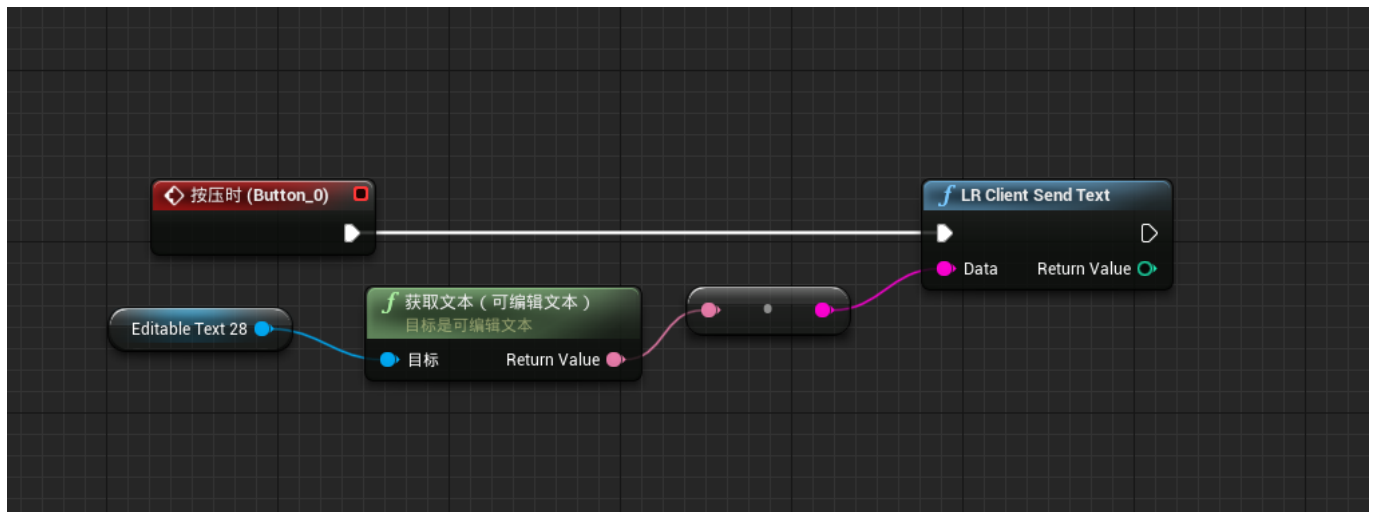 按压时 (Button_0)
LR Client Send Text
Data Return Value
获取文本 ( 可编辑文本 )
目标是可编辑文本
Editable Text 28
目标 Return Value